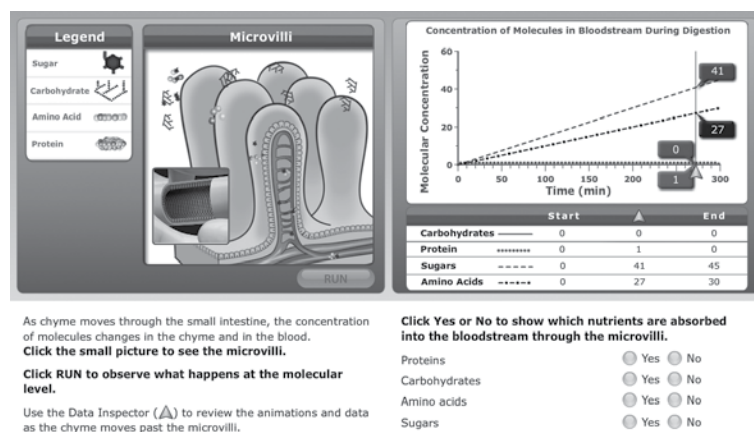 Legend
Sugar
Carbohydrate
Amino Acid
Protein
Microvilli
RUN
Concentration of Molecules in Bloodstream During Digestion
Molecular Concentration
60
40
20
0
0 50 100 150 200 250 300
Time (min)
41
27
0
1
Start End
Carbohydrates 0 0 0
Protein 0 1 0
Sugars 0 41 45
Amino Acids 0 27 30
As chyme moves through the small intestine, the concentration
of molecules changes in the chyme and in the blood.
Click the small picture to see the microvilli.
Click RUN to observe what happens at the molecular
level.
Use the Data Inspector ( ) to review the animations and data
as the chyme moves past the microvilli.
Click Yes or No to show which nutrients are absorbed
into the bloodstream through the microvilli.
Proteins Yes No
Carbohydrates Yes No
Amino acids Yes No
Sugars Yes No